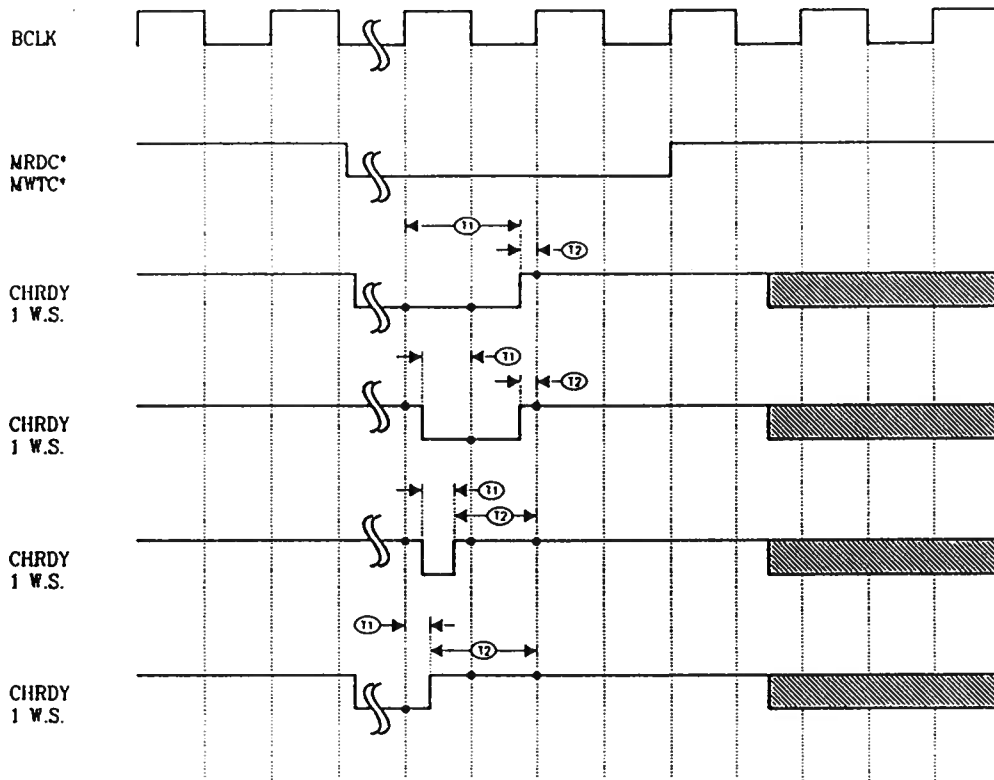 BCLK
MRDC*
MWTC*
T1
T2
CHRDY
1 W.S.
T1
T2
CHRDY
1 W.S.
T1
T2
CHRDY
1 W.S.
T1
T2
CHRDY
1 W.S.